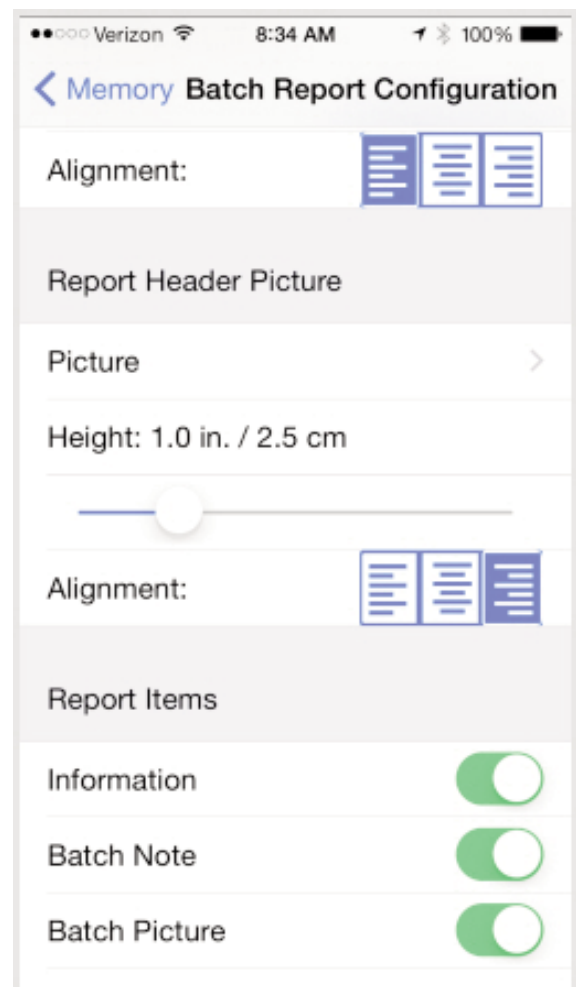 Verizon 8:34 AM 100%
Memory Batch Report Configuration
Alignment:
Report Header Picture
Picture
Height: 1.0 in. / 2.5 cm
Alignment:
Report Items
Information
Batch Note
Batch Picture